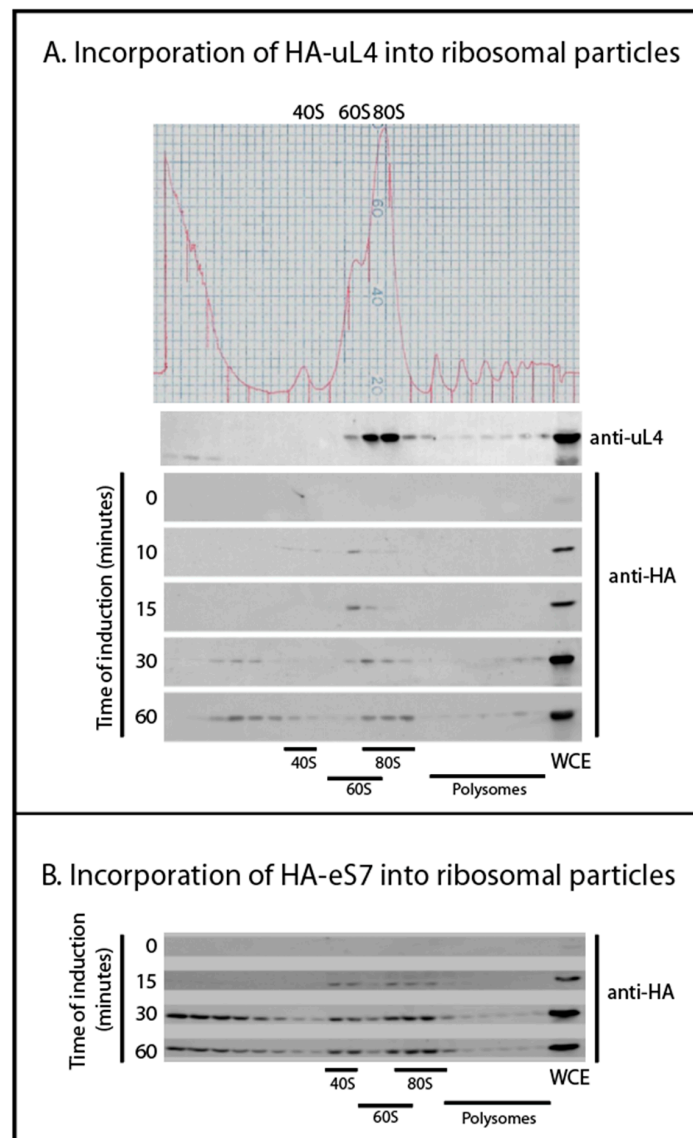 A. Incorporation of HA-uL4 into ribosomal particles
40S 60S 80S
60
40
20
anti-uL4
Time of induction (minutes)
0
10
15
30
60
anti-HA
40S 80S WCE
60S Polysomes
B. Incorporation of HA-eS7 into ribosomal particles
Time of induction
(minutes)
0
15
30
60
anti-HA
40S 80S WCE
60S Polysomes